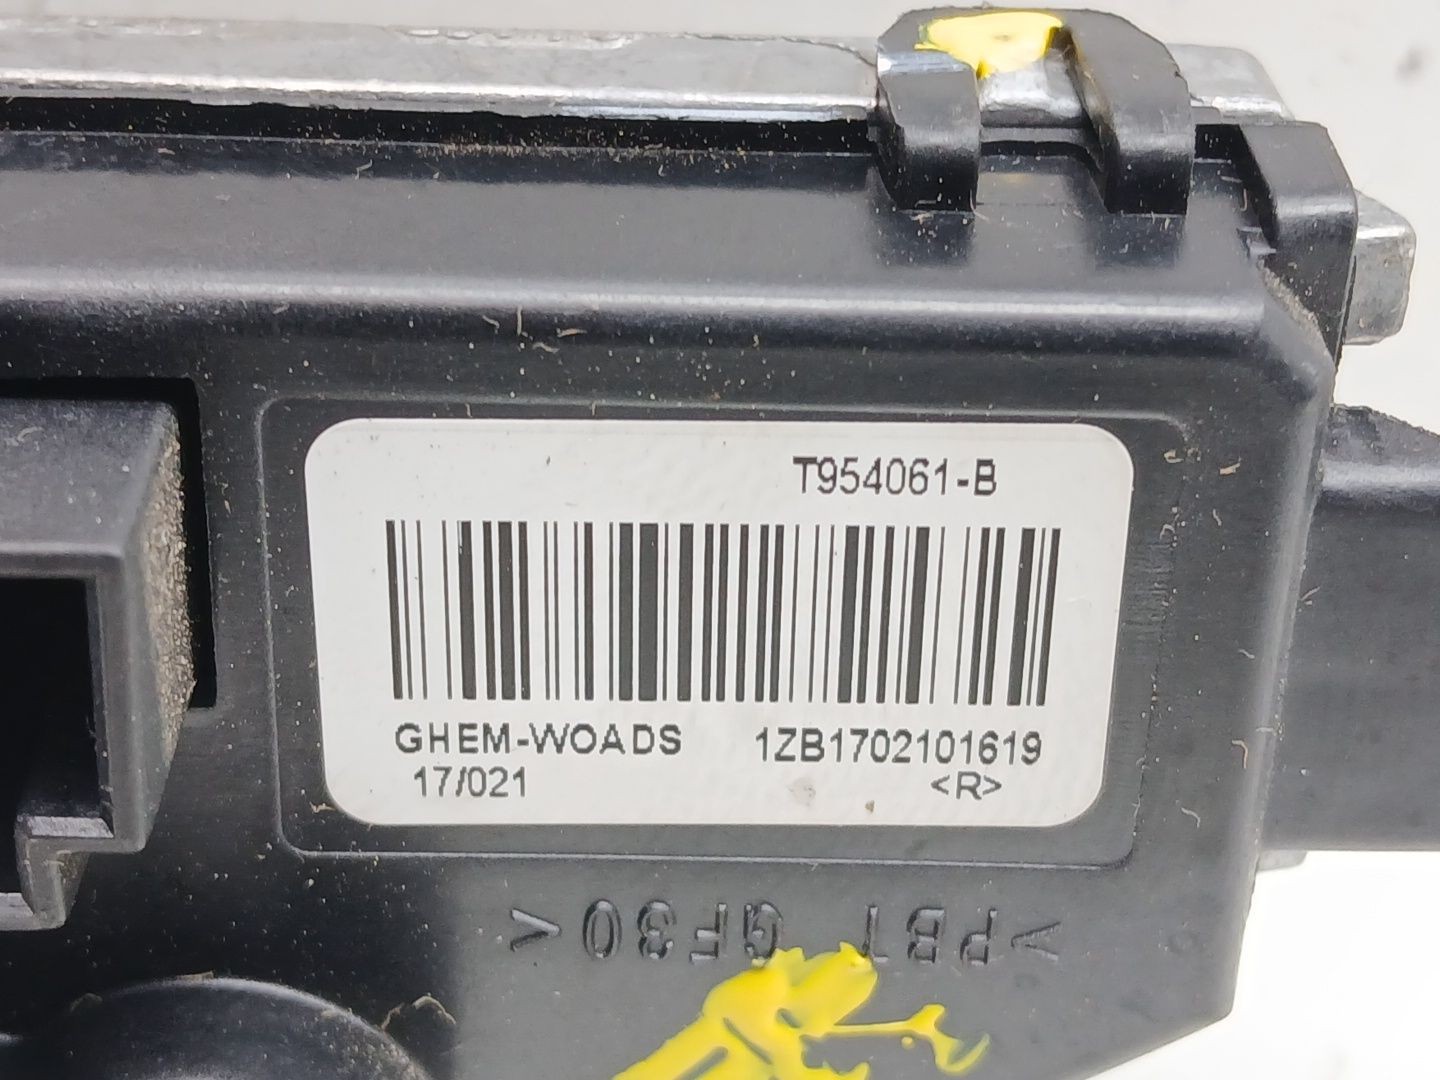 T954061-B
GHEM-WOADS 1ZB1702101619
17/021 <R>
>PBT GF30<